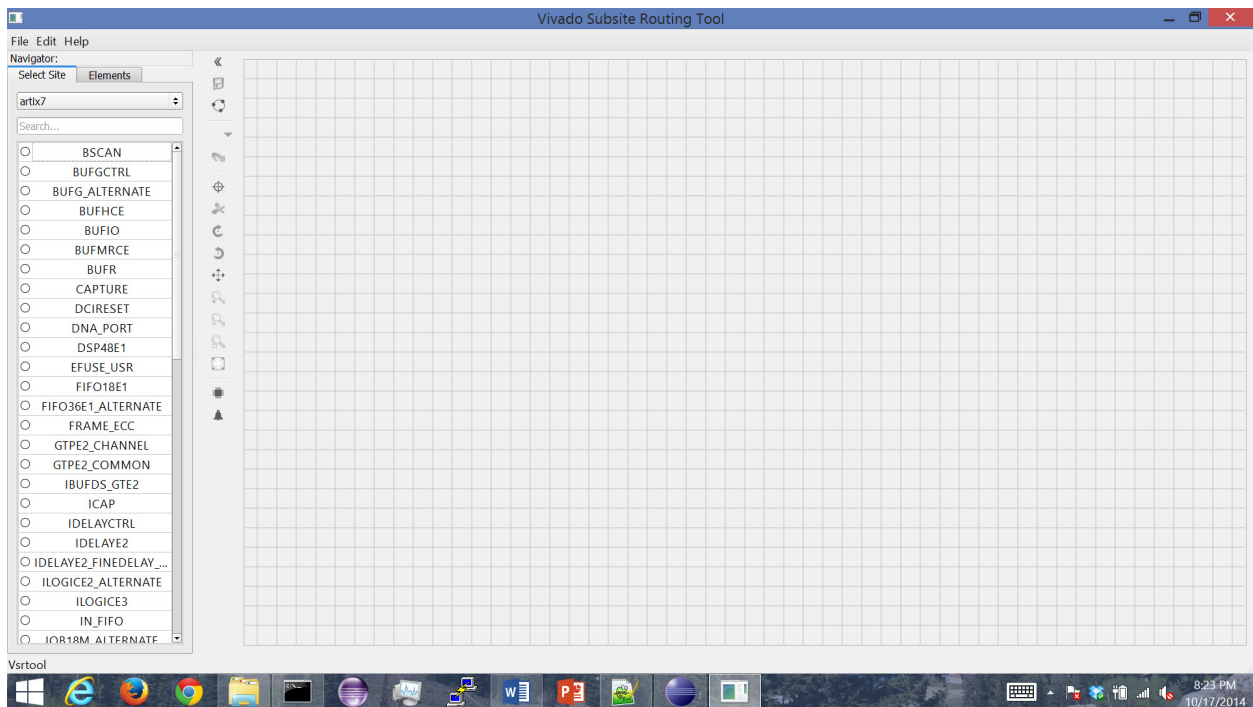 Vivado Subsite Routing Tool
File Edit Help
Navigator:
Select Site Elements
artix7
Search...
BSCAN
BUFGCTRL
BUFG_ALTERNATE
BUFHCE
BUFIO
BUFMRCE
BUFR
CAPTURE
DCIRESET
DNA_PORT
DSP48E1
EFUSE_USR
FIFO18E1
FIFO36E1_ALTERNATE
FRAME_ECC
GTPE2_CHANNEL
GTPE2_COMMON
IBUFDS_GTE2
ICAP
IDELAYCTRL
IDELAYE2
IDELAYE2_FINEDELAY_...
ILOGICE2_ALTERNATE
ILOGICE3
IN_FIFO
IOB18M_ALTERNATE
Vsrtool
8:23 PM
10/17/2014